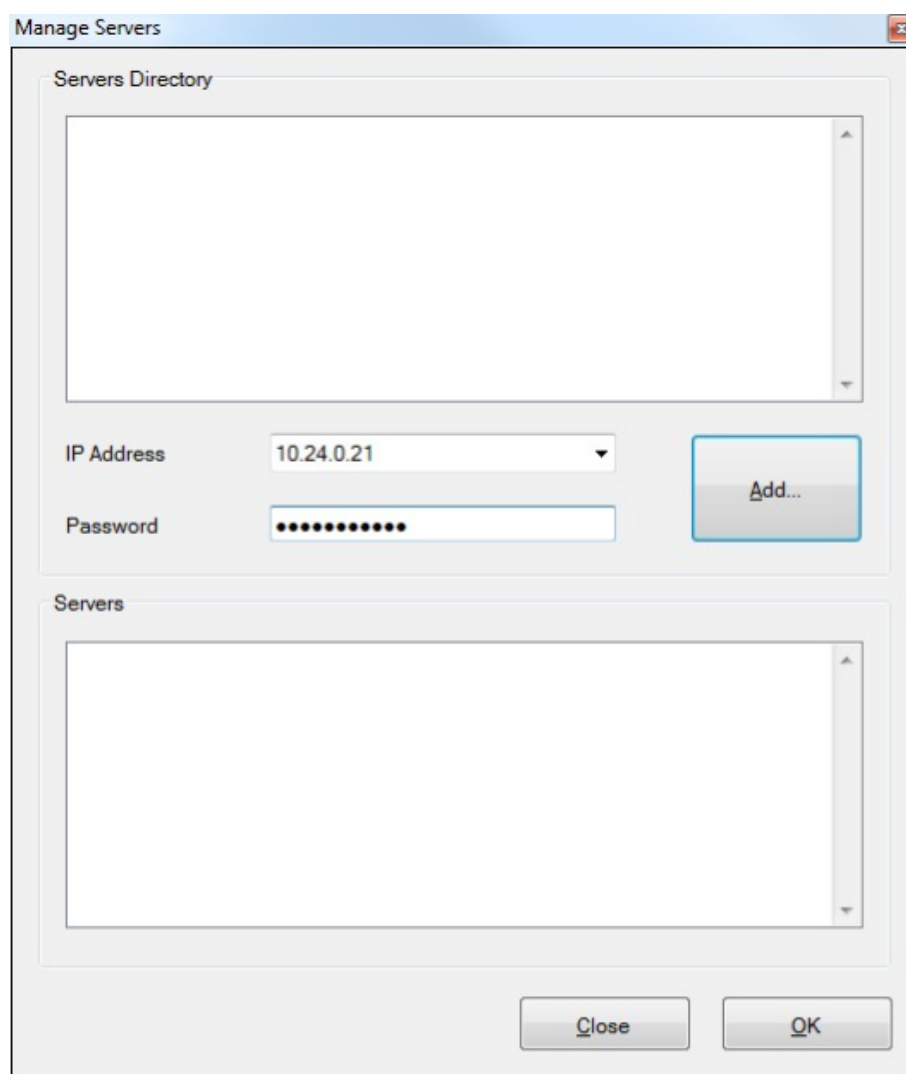 Manage Servers
Servers Directory
IP Address
10.24.0.21
Add...
Password
●●●●●●●●●●●
Servers
Close
OK